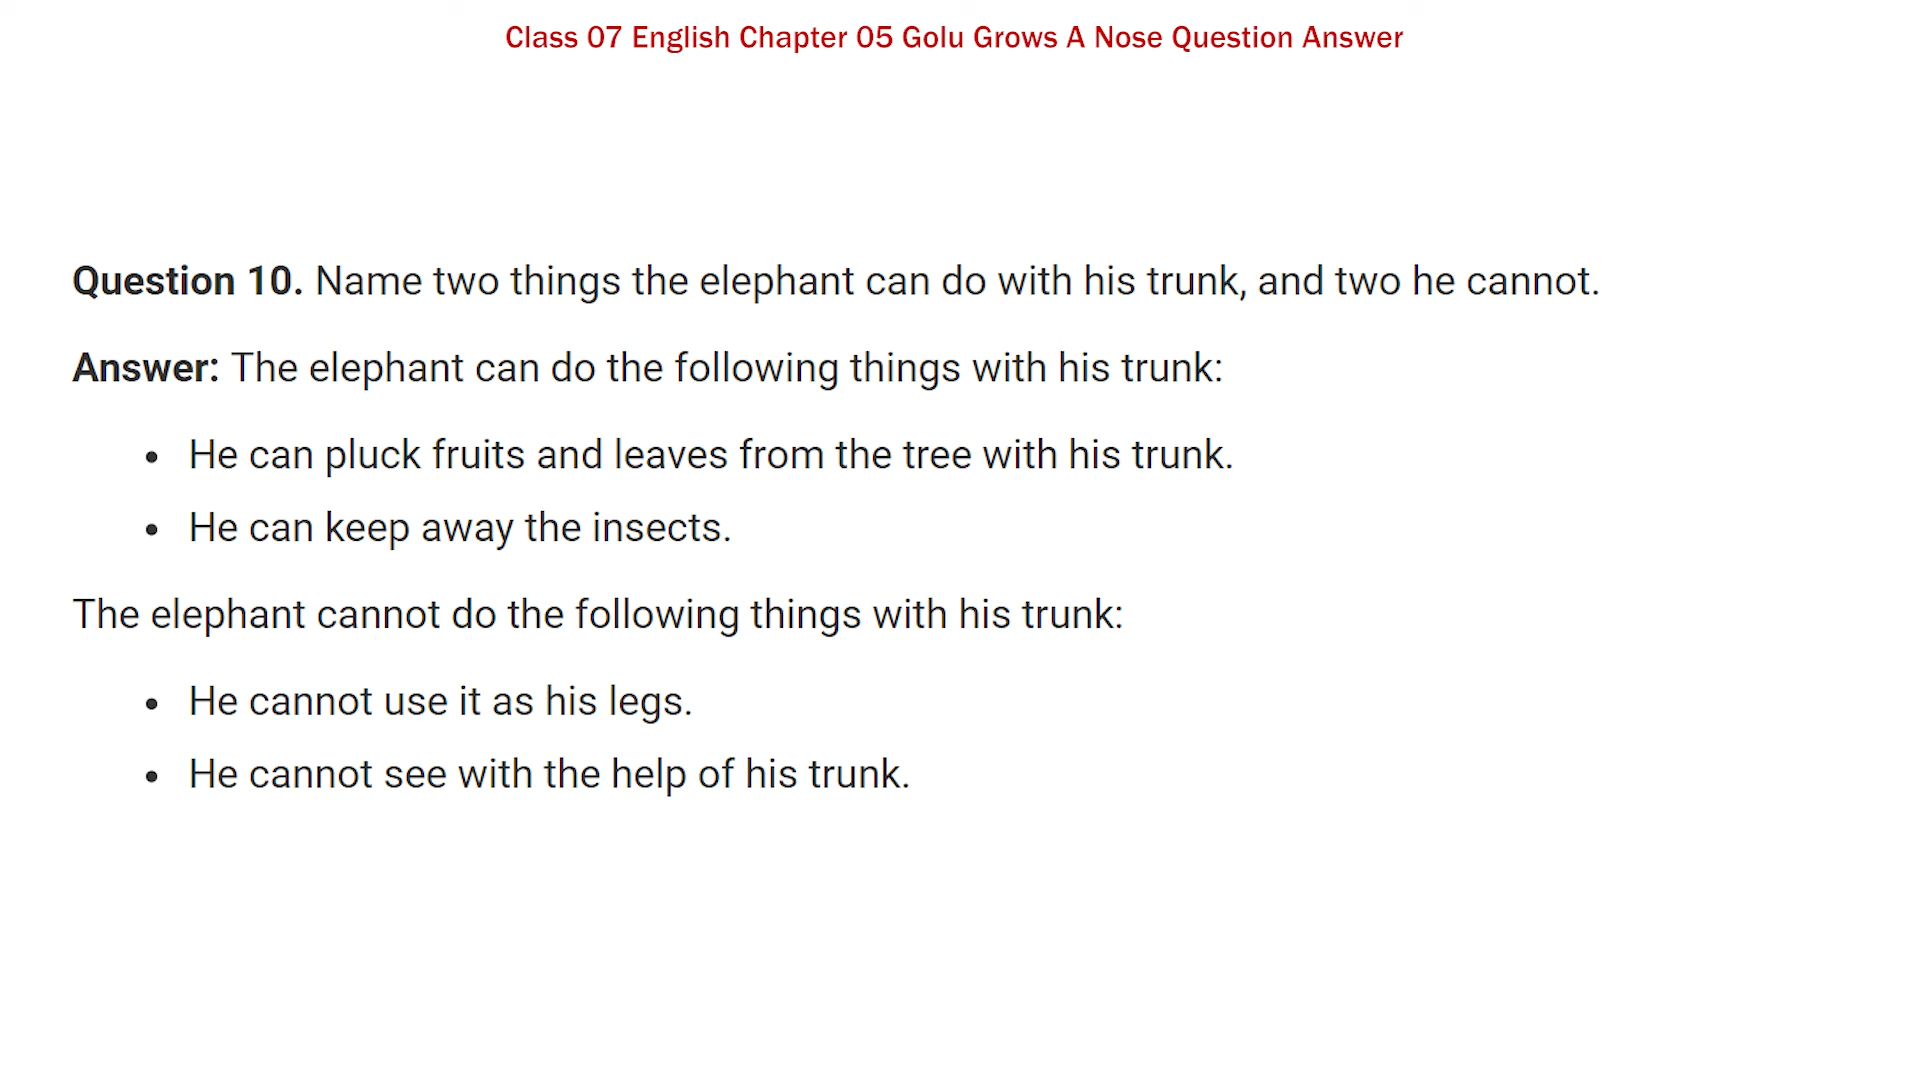 Class 07 English Chapter 05 Golu Grows A Nose Question Answer
Question 10. Name two things the elephant can do with his trunk, and two he cannot.
Answer: The elephant can do the following things with his trunk:
• He can pluck fruits and leaves from the tree with his trunk.
• He can keep away the insects.
The elephant cannot do the following things with his trunk:
• He cannot use it as his legs.
• He cannot see with the help of his trunk.